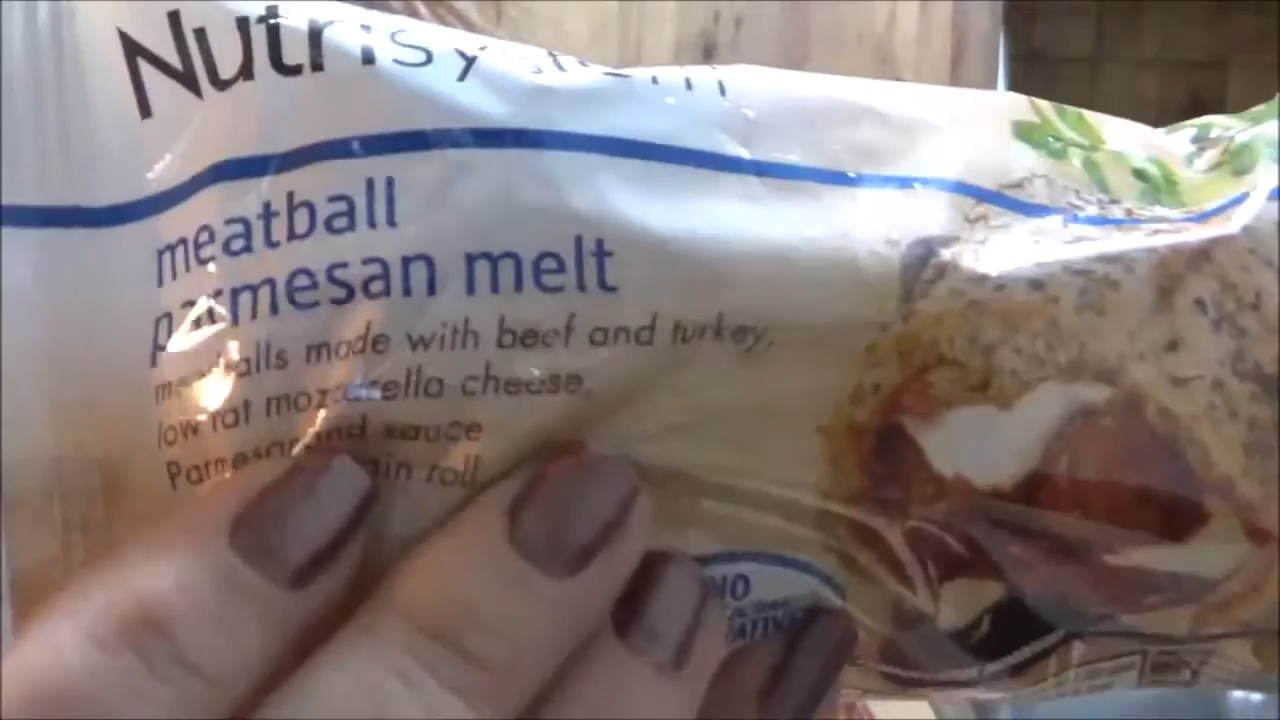 Nutrisystem
meatball
parmesan melt
meatballs made with beef and turkey,
low fat mozzarella cheese,
Parmesan and sauce
in roll
NO